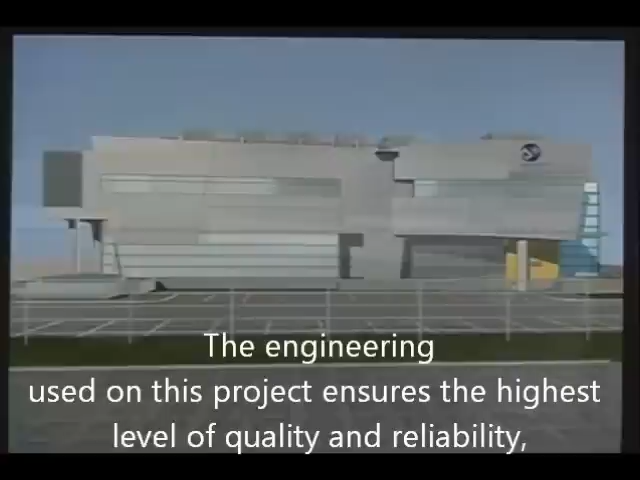 The engineering
used on this project ensures the highest
level of quality and reliability,